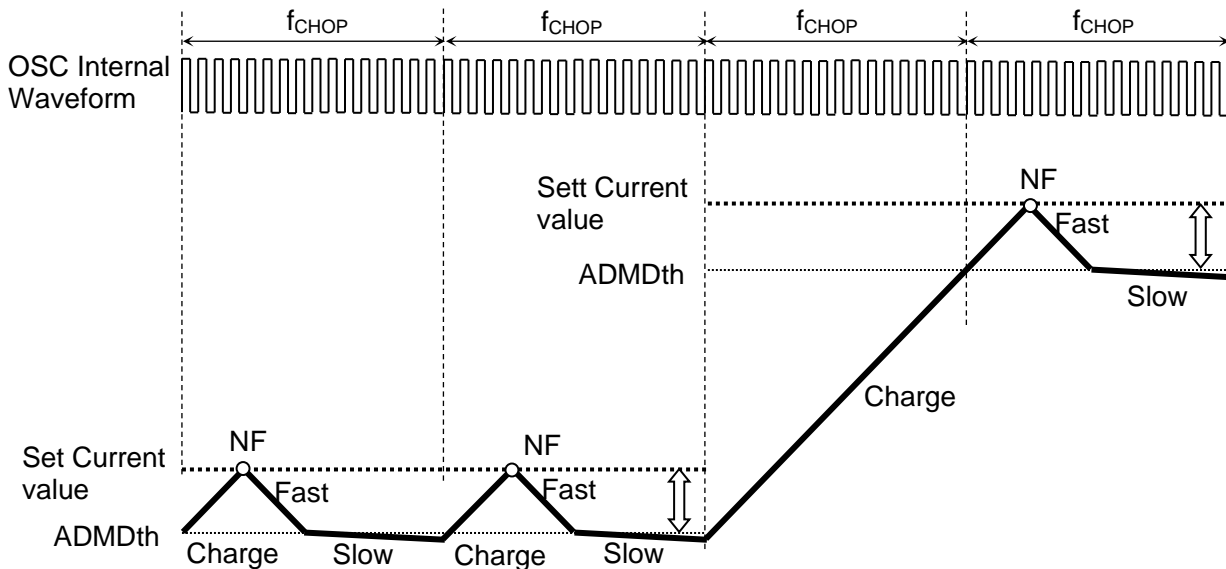 fCHOP fCHOP fCHOP fCHOP
OSC Internal
Waveform
Sett Current
value
NF
Fast
ADMDth
Slow
Charge
Set Current
value
NF
NF
Fast
Fast
ADMDth
Charge
Slow
Charge
Slow